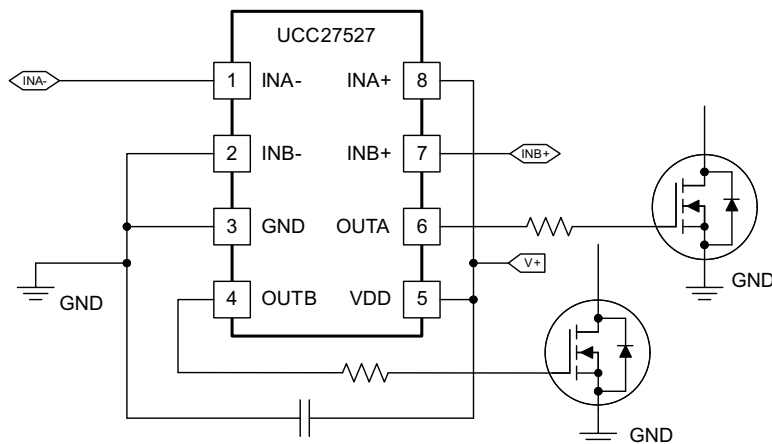 UCC27527
INA-
1 INA- INA+ 8
2 INB- INB+ 7
INB+
3 GND OUTA 6
4 OUTB VDD 5
V+
GND
GND
GND